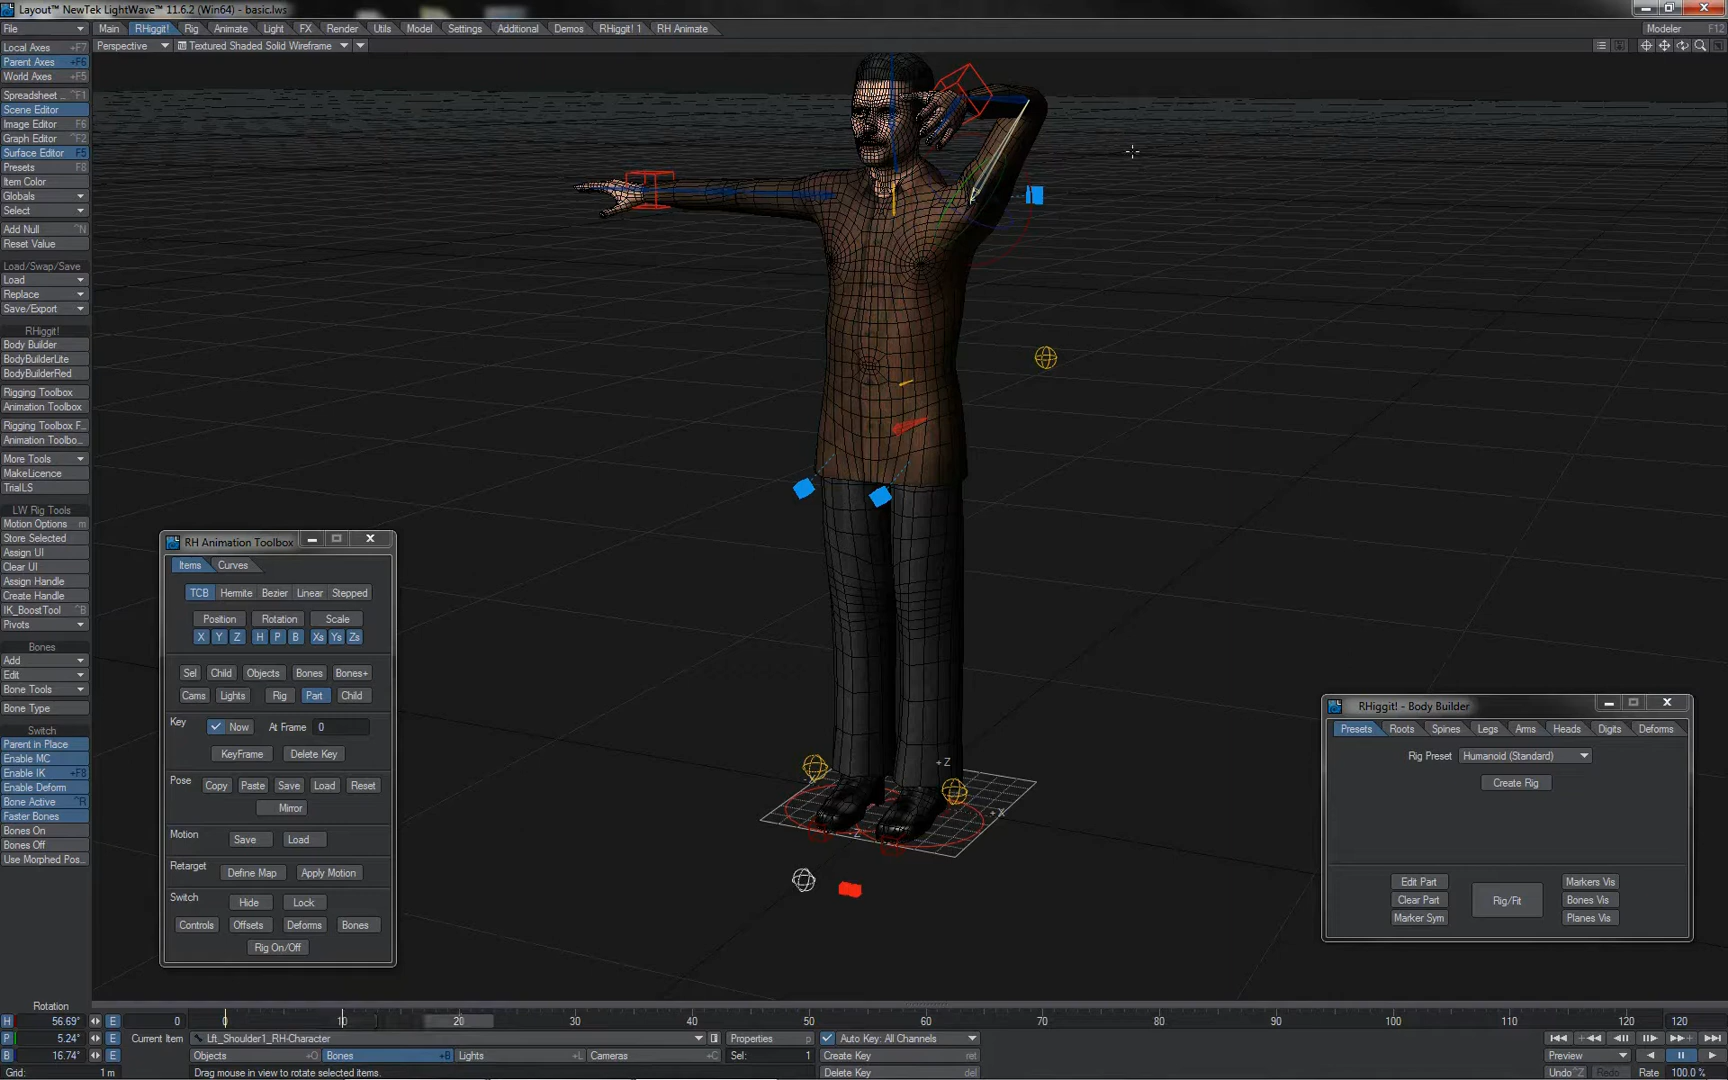 Layout™ NewTek LightWave™ 11.6.2 (Win64) - basic.lws
File
Main RHiggit! Rig Animate Light FX Render Utils Model Settings Additional Demos RHiggit! 1 RH Animate
Modeler F12
Perspective Textured Shaded Solid Wireframe
Local Axes +F7
Parent Axes +F6
World Axes +F5
Spreadsheet ... ^F1
Scene Editor
Image Editor F6
Graph Editor ^F2
Surface Editor F5
Presets F8
Item Color
Globals
Select
Add Null ^N
Reset Value
Load/Swap/Save
Load
Replace
Save/Export
RHiggit!
Body Builder
BodyBuilderLite
BodyBuilderRed
Rigging Toolbox
Animation Toolbox
Rigging Toolbox F...
Animation Toolbo...
More Tools
MakeLicence
TrialLS
LW Rig Tools
Motion Options m
Store Selected
Assign UI
Clear UI
Assign Handle
Create Handle
IK_BoostTool ^B
Pivots
Bones
Add
Edit
Bone Tools
Bone Type
Switch
Parent in Place
Enable MC
Enable IK +F8
Enable Deform
Bone Active ^R
Faster Bones
Bones On
Bones Off
Use Morphed Pos...
RH Animation Toolbox
Items Curves
TCB Hermite Bezier Linear Stepped
Position Rotation Scale
X Y Z H P B Xs Ys Zs
Sel Child Objects Bones Bones+
Cams Lights Rig Part Child
Key Now At Frame 0
KeyFrame Delete Key
Pose Copy Paste Save Load Reset
Mirror
Motion Save Load
Retarget Define Map Apply Motion
Switch Hide Lock
Controls Offsets Deforms Bones
Rig On/Off
+Z
+X
-Z
RHiggit! - Body Builder
Presets Roots Spines Legs Arms Heads Digits Deforms
Rig Preset Humanoid (Standard)
Create Rig
Edit Part Markers Vis
Clear Part Rig/Fit Bones Vis
Marker Sym Planes Vis
Rotation
H 56.69° E
P 5.24° E
B 16.74° E
Grid: 1 m
0 0 10 20 30 40 50 60 70 80 90 100 110 120 120
Current Item Lft_Shoulder1_RH-Character Properties p Auto Key: All Channels
Objects +O Bones +B Lights +L Cameras +C Sel: 1 Create Key ret
Drag mouse in view to rotate selected items. Delete Key del
Preview
Undo ^Z Redo Rate 100.0 %